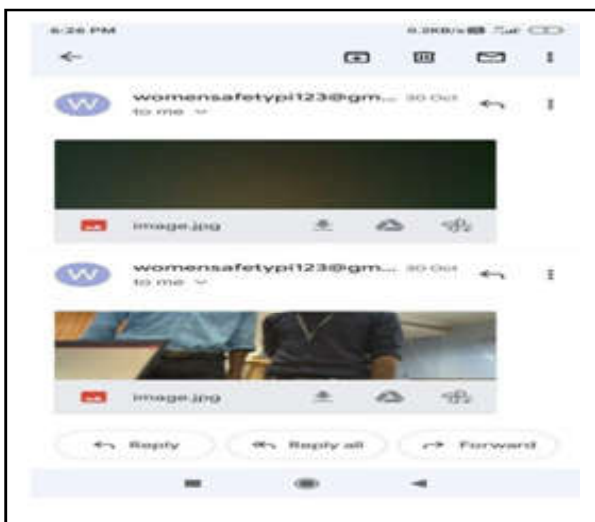 6:26 PM
womensafetypi123@gm... 30 Oct
to me
image.jpg
womensafetypi123@gm... 30 Oct
to me
image.jpg
Reply
Reply all
Forward